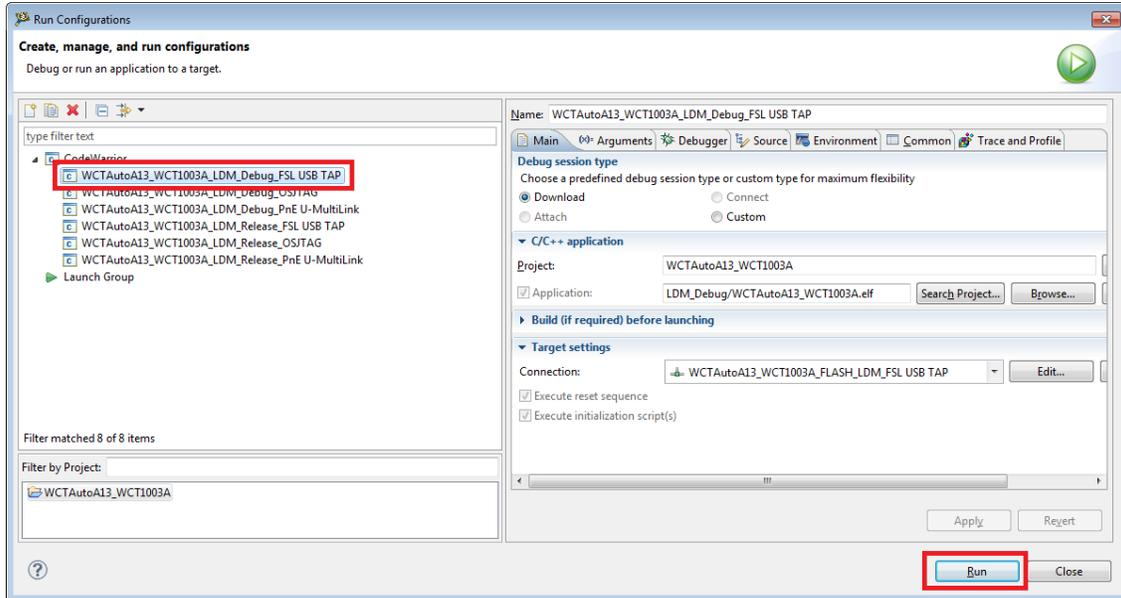 Run Configurations
Create, manage, and run configurations
Debug or run an application to a target.
type filter text
CodeWarrior
WCTAutoA13_WCT1003A_LDM_Debug_FSL USB TAP
WCTAutoA13_WCT1003A_LDM_Debug_OSJTAG
WCTAutoA13_WCT1003A_LDM_Debug_PnE U-MultiLink
WCTAutoA13_WCT1003A_LDM_Release_FSL USB TAP
WCTAutoA13_WCT1003A_LDM_Release_OSJTAG
WCTAutoA13_WCT1003A_LDM_Release_PnE U-MultiLink
Launch Group
Filter matched 8 of 8 items
Filter by Project:
WCTAutoA13_WCT1003A
Name: WCTAutoA13_WCT1003A_LDM_Debug_FSL USB TAP
Main (x)= Arguments Debugger Source Environment Common Trace and Profile
Debug session type
Choose a predefined debug session type or custom type for maximum flexibility
Download Connect
Attach Custom
C/C++ application
Project: WCTAutoA13_WCT1003A
Application: LDM_Debug/WCTAutoA13_WCT1003A.elf Search Project... Browse...
Build (if required) before launching
Target settings
Connection: WCTAutoA13_WCT1003A_FLASH_LDM_FSL USB TAP Edit...
Execute reset sequence
Execute initialization script(s)
Apply Revert
? Run Close